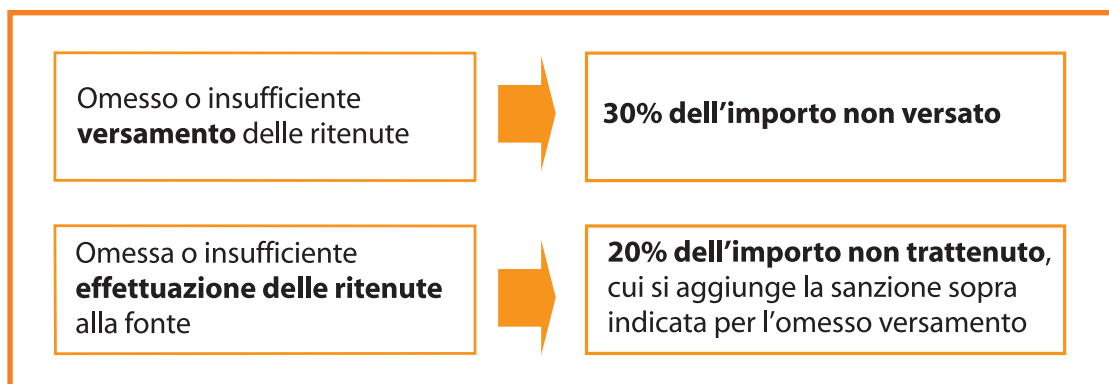 Omesso o insufficiente
versamento delle ritenute
30% dell'importo non versato
Omessa o insufficiente
effettuazione delle ritenute
alla fonte
20% dell'importo non trattenuto,
cui si aggiunge la sanzione sopra
indicata per l'omesso versamento